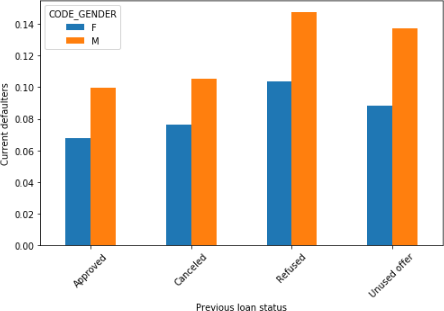 CODE_GENDER
F
M
Current defaulters
0.14
0.12
0.10
0.08
0.06
0.04
0.02
0.00
Approved
Canceled
Refused
Unused offer
Previous loan status